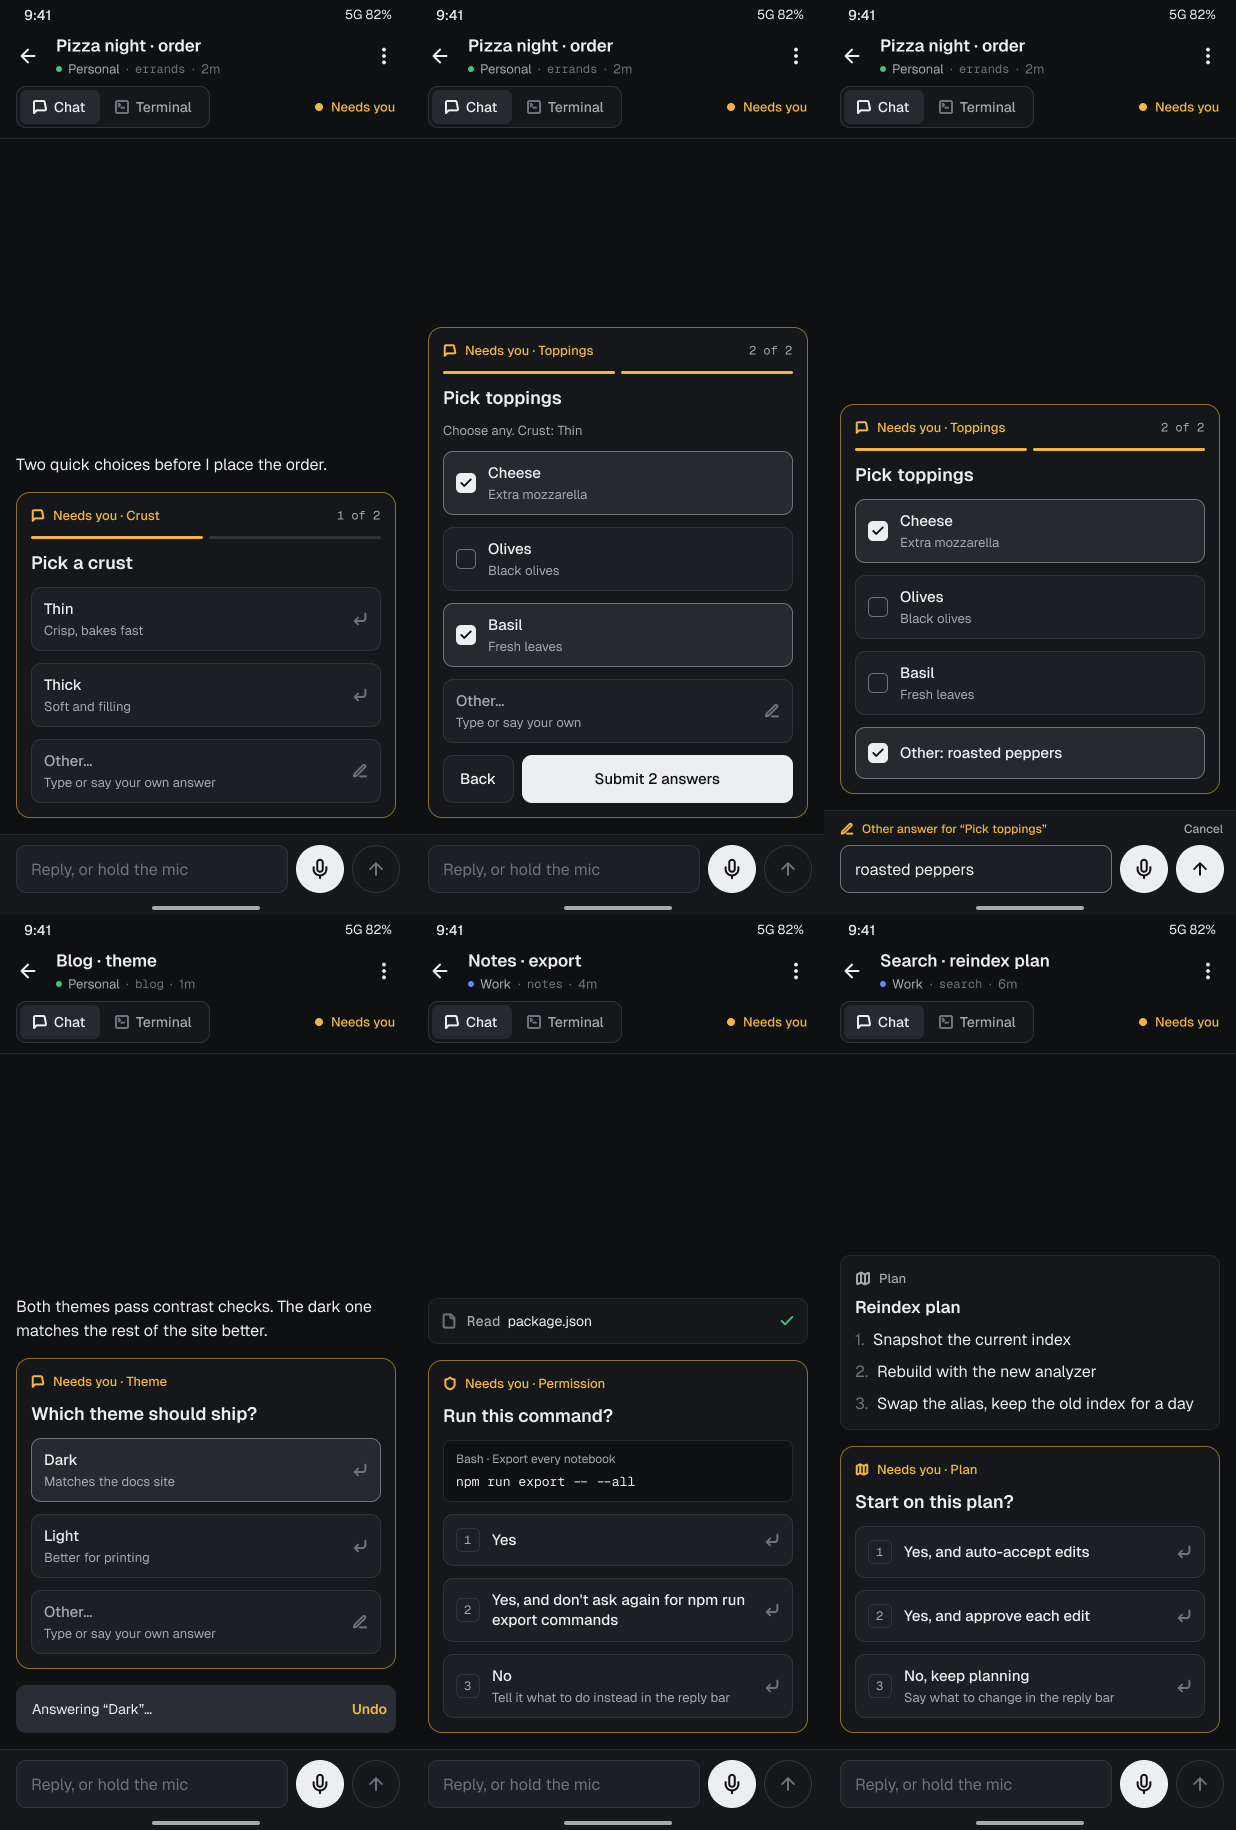 9:41
5G 82%
Pizza night · order
Personal · errands · 2m
Chat
Terminal
Needs you
Two quick choices before I place the order.
Needs you · Crust
1 of 2
Pick a crust
Thin
Crisp, bakes fast
Thick
Soft and filling
Other...
Type or say your own answer
Reply, or hold the mic
9:41
5G 82%
Pizza night · order
Personal · errands · 2m
Chat
Terminal
Needs you
Needs you · Toppings
2 of 2
Pick toppings
Choose any. Crust: Thin
Cheese
Extra mozzarella
Olives
Black olives
Basil
Fresh leaves
Other...
Type or say your own
Back
Submit 2 answers
Reply, or hold the mic
9:41
5G 82%
Pizza night · order
Personal · errands · 2m
Chat
Terminal
Needs you
Needs you · Toppings
2 of 2
Pick toppings
Cheese
Extra mozzarella
Olives
Black olives
Basil
Fresh leaves
Other: roasted peppers
Other answer for “Pick toppings”
Cancel
roasted peppers
9:41
5G 82%
Blog · theme
Personal · blog · 1m
Chat
Terminal
Needs you
Both themes pass contrast checks. The dark one
matches the rest of the site better.
Needs you · Theme
Which theme should ship?
Dark
Matches the docs site
Light
Better for printing
Other...
Type or say your own answer
Answering “Dark”...
Undo
Reply, or hold the mic
9:41
5G 82%
Notes · export
Work · notes · 4m
Chat
Terminal
Needs you
Read package.json
Needs you · Permission
Run this command?
Bash · Export every notebook
npm run export -- --all
1 Yes
2 Yes, and don't ask again for npm run
export commands
3 No
Tell it what to do instead in the reply bar
Reply, or hold the mic
9:41
5G 82%
Search · reindex plan
Work · search · 6m
Chat
Terminal
Needs you
Plan
Reindex plan
1. Snapshot the current index
2. Rebuild with the new analyzer
3. Swap the alias, keep the old index for a day
Needs you · Plan
Start on this plan?
1 Yes, and auto-accept edits
2 Yes, and approve each edit
3 No, keep planning
Say what to change in the reply bar
Reply, or hold the mic